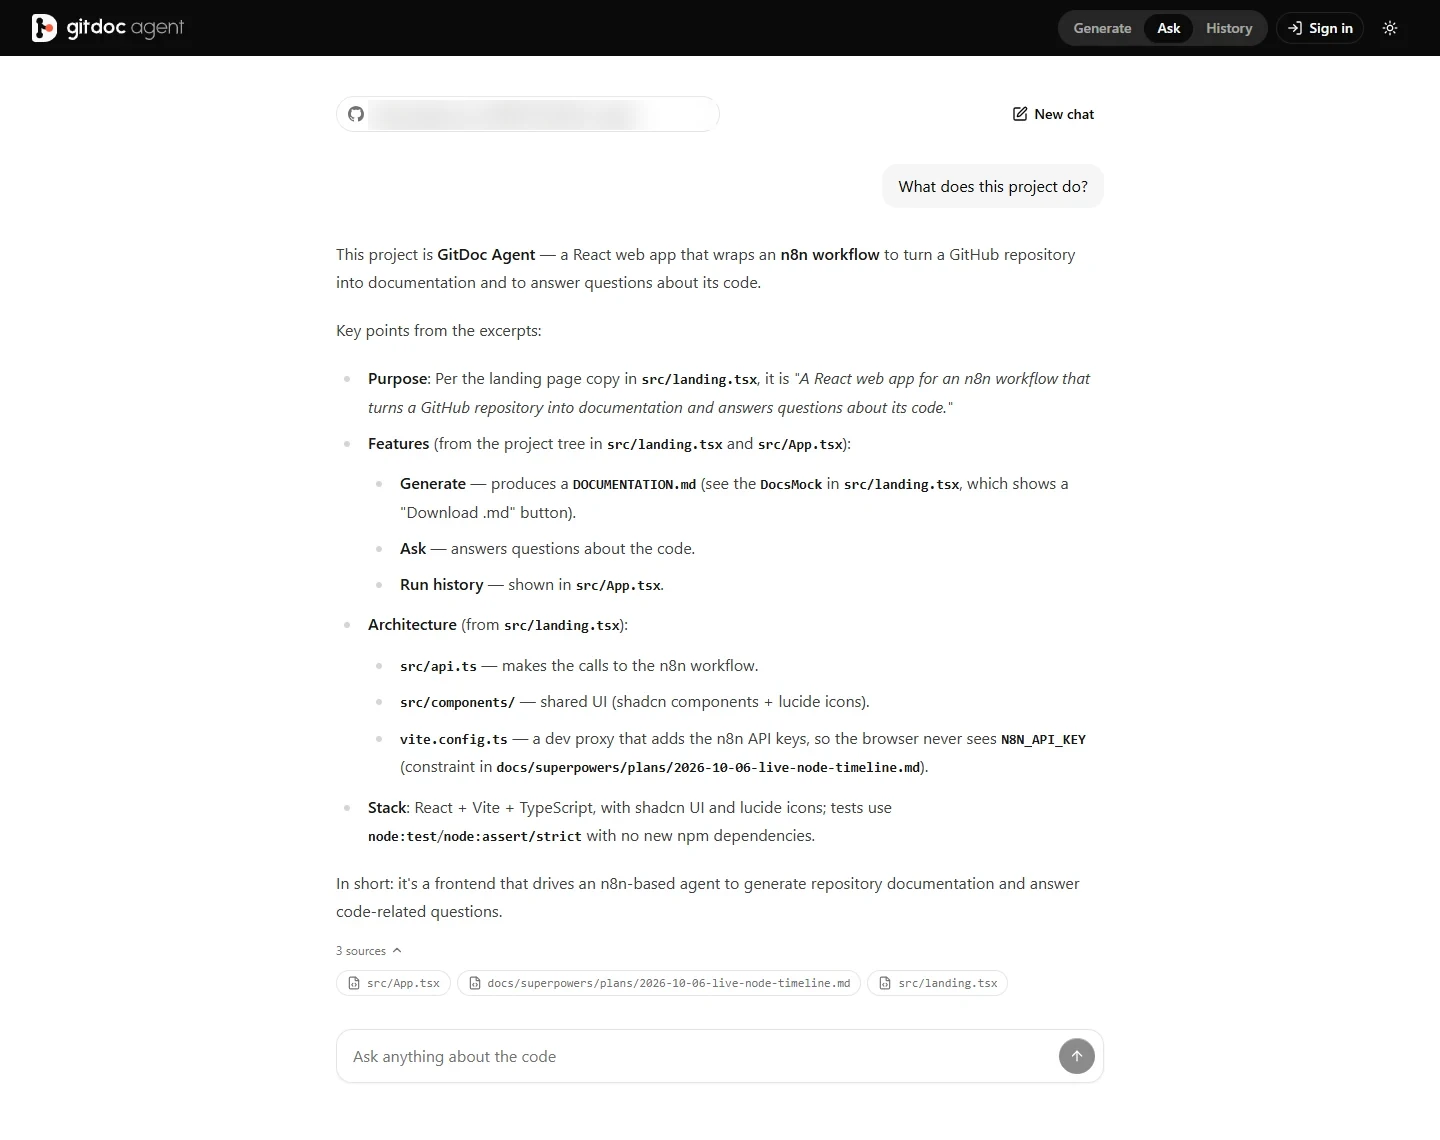 gitdoc agent
Generate
Ask
History
Sign in
New chat
What does this project do?
This project is GitDoc Agent — a React web app that wraps an n8n workflow to turn a GitHub repository
into documentation and to answer questions about its code.
Key points from the excerpts:
Purpose: Per the landing page copy in src/landing.tsx, it is "A React web app for an n8n workflow that
turns a GitHub repository into documentation and answers questions about its code."
Features (from the project tree in src/landing.tsx and src/App.tsx):
Generate — produces a DOCUMENTATION.md (see the DocsMock in src/landing.tsx, which shows a
"Download .md" button).
Ask — answers questions about the code.
Run history — shown in src/App.tsx.
Architecture (from src/landing.tsx):
src/api.ts — makes the calls to the n8n workflow.
src/components/ — shared UI (shadcn components + lucide icons).
vite.config.ts — a dev proxy that adds the n8n API keys, so the browser never sees N8N_API_KEY
(constraint in docs/superpowers/plans/2026-10-06-live-node-timeline.md).
Stack: React + Vite + TypeScript, with shadcn UI and lucide icons; tests use
node:test/node:assert/strict with no new npm dependencies.
In short: it's a frontend that drives an n8n-based agent to generate repository documentation and answer
code-related questions.
3 sources
src/App.tsx
docs/superpowers/plans/2026-10-06-live-node-timeline.md
src/landing.tsx
Ask anything about the code